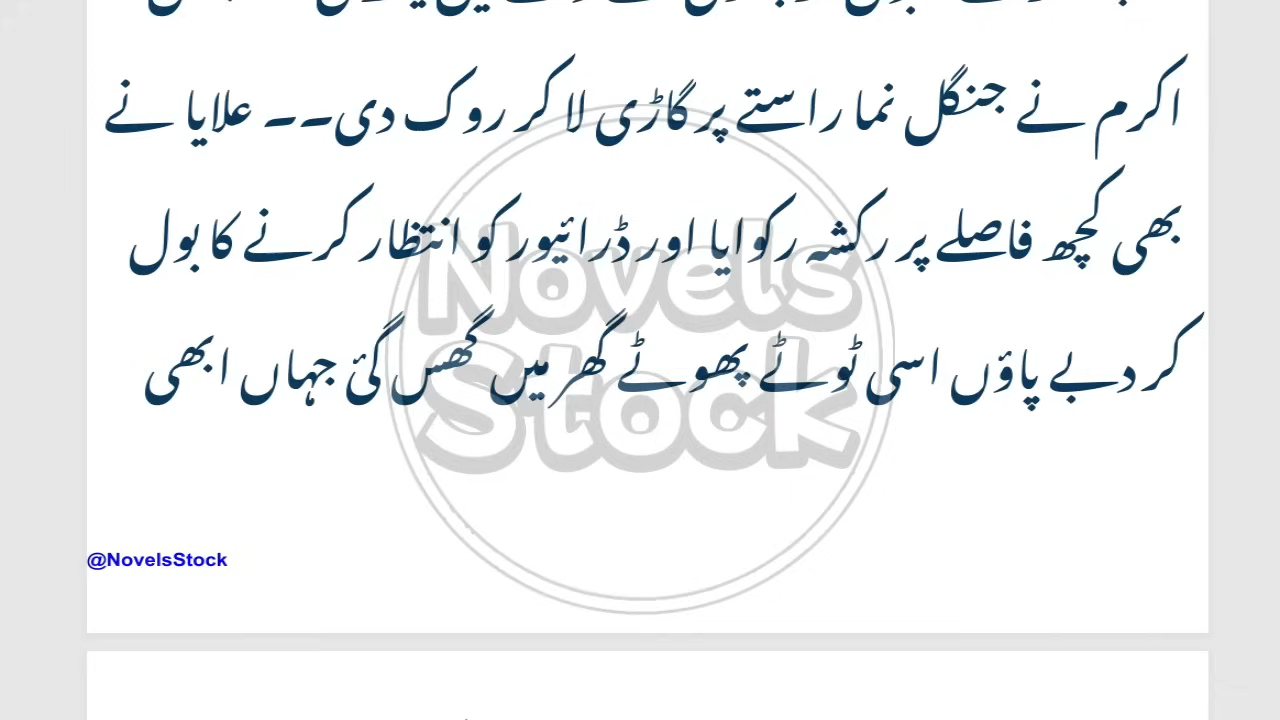 اکرم نے جنگل نما راستے پر گاڑی لا کر روک دی۔۔ علایا نے
بھی کچھ فاصلے پر رکشہ رکوایا اور ڈرائیور کو انتظار کرنے کا بول
کر دبے پاؤں اسی ٹوٹے پھوٹے گھر میں گھس گئ جہاں ابھی
Novels
Stock
@NovelsStock